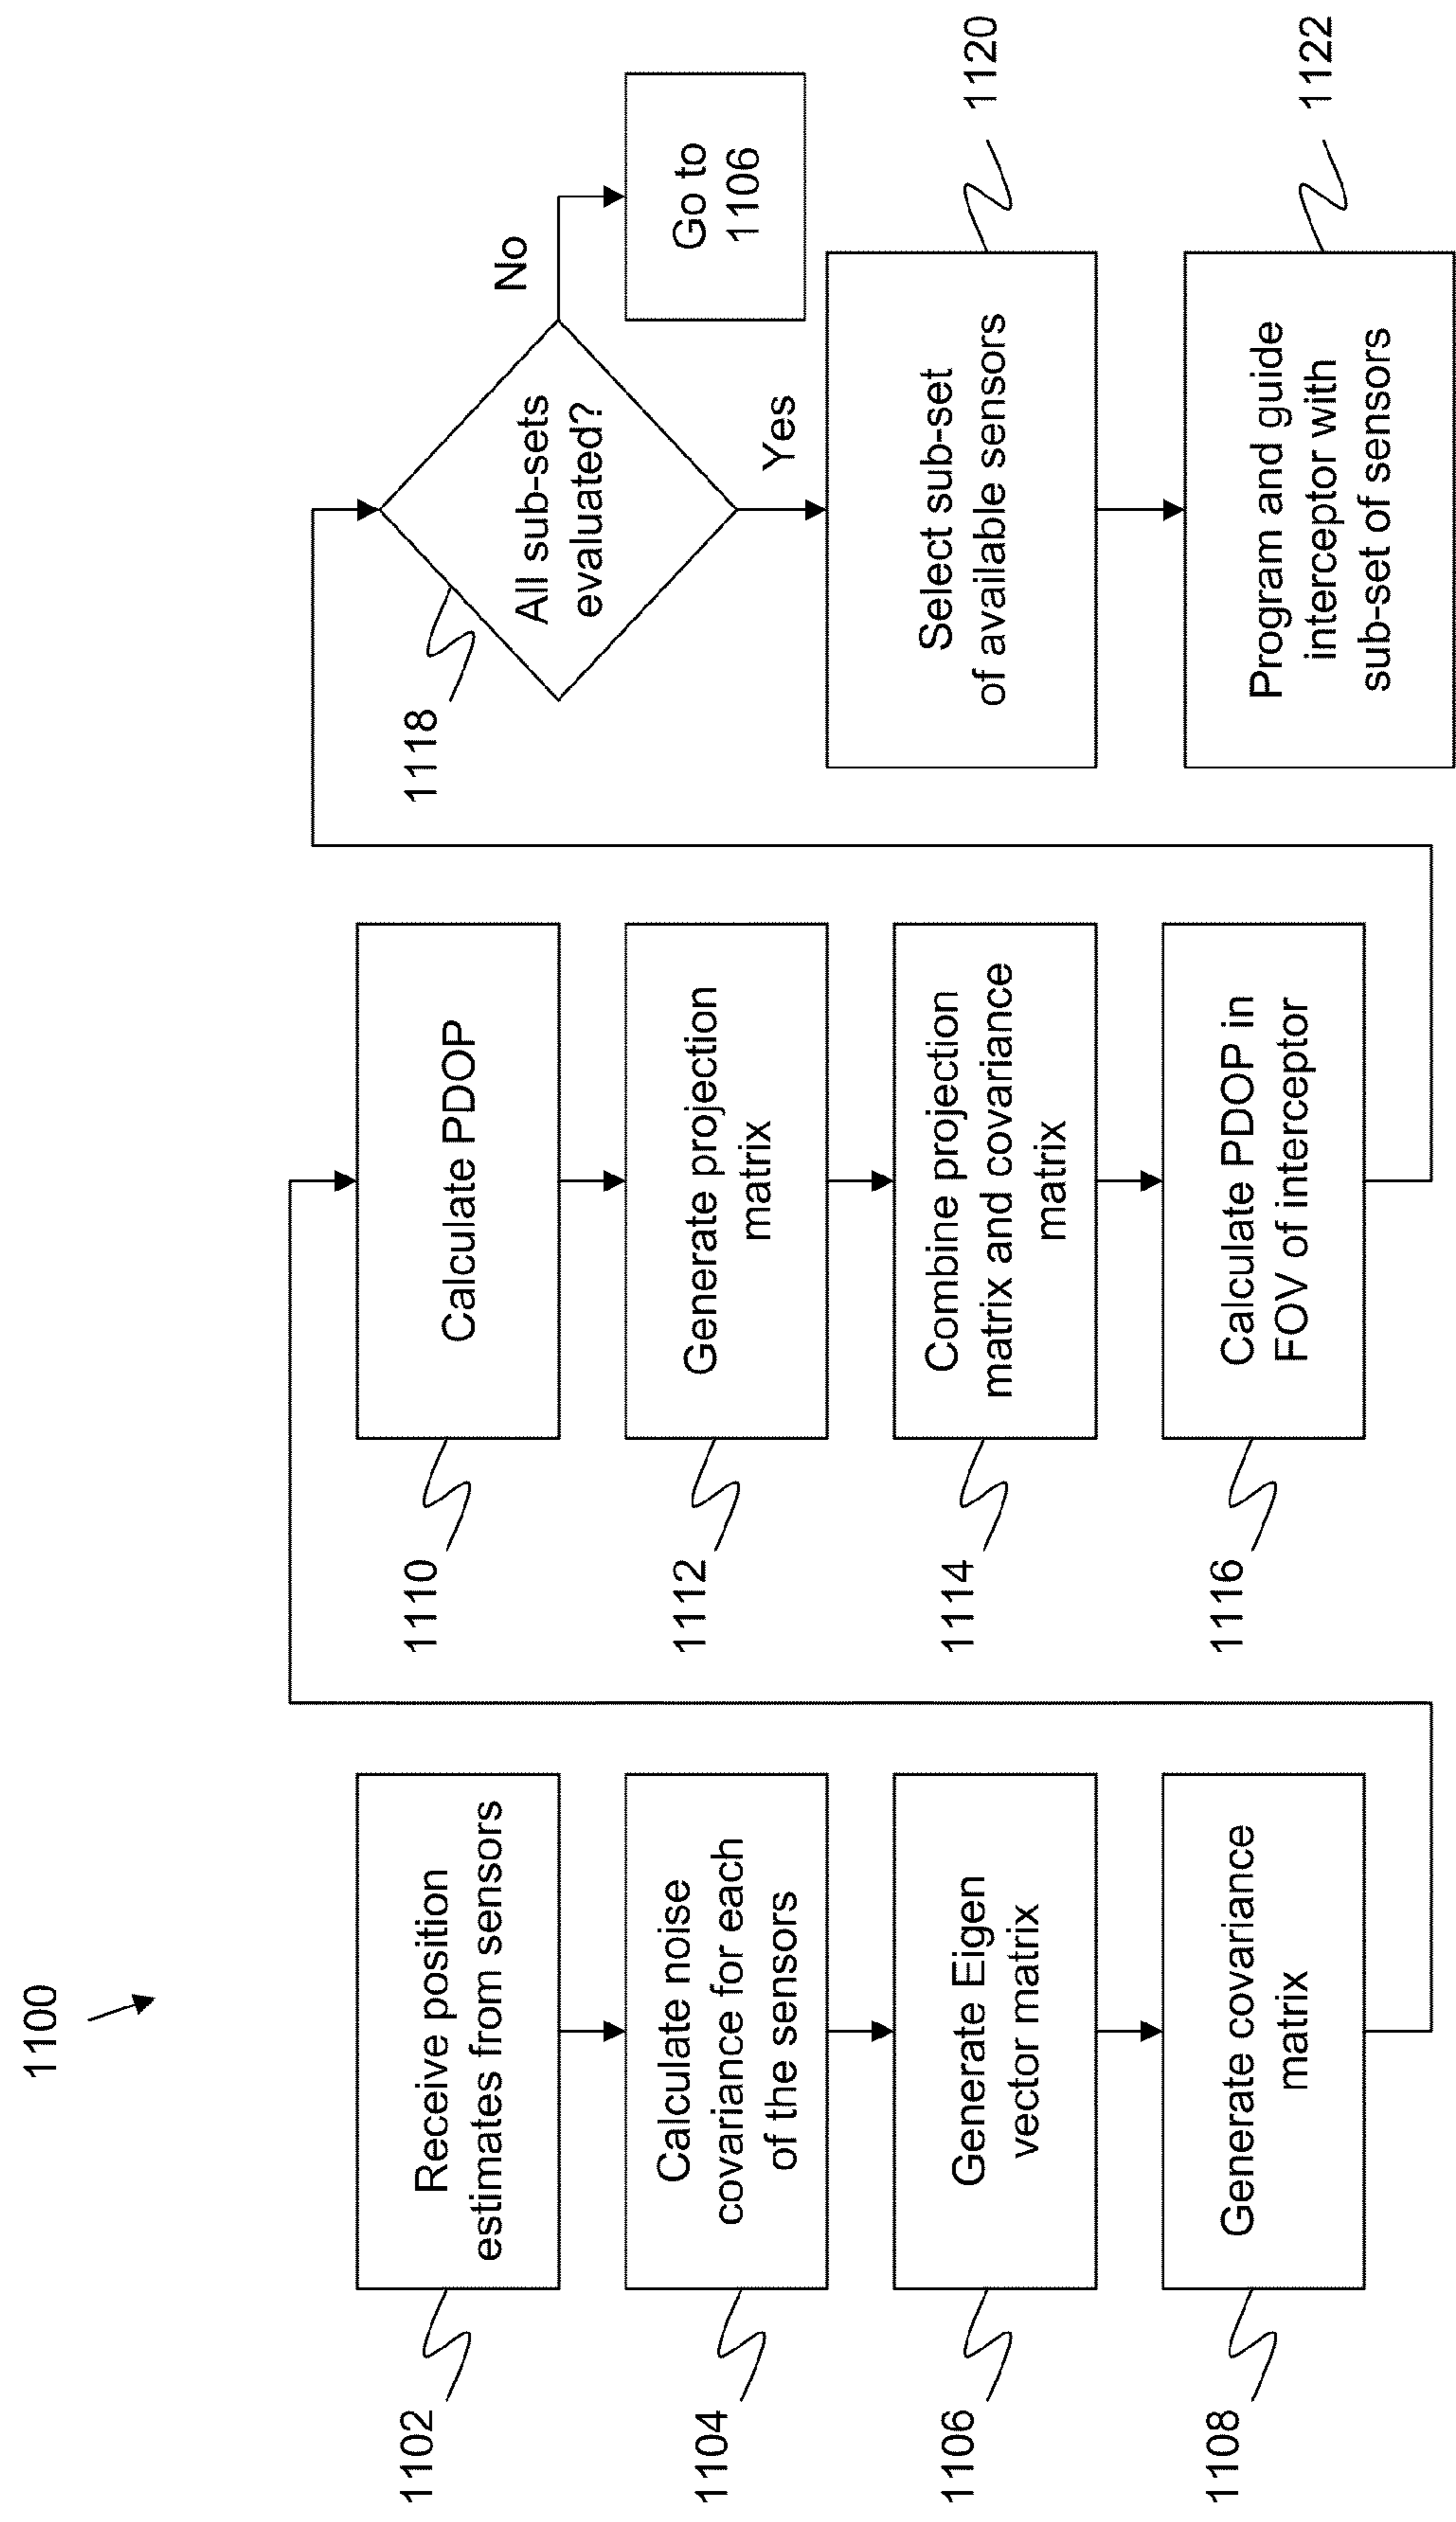 1100
1102
Receive position
estimates from sensors
1104
Calculate noise
covariance for each
of the sensors
1106
Generate Eigen
vector matrix
1108
Generate covariance
matrix
1110
Calculate PDOP
1112
Generate projection
matrix
1114
Combine projection
matrix and covariance
matrix
1116
Calculate PDOP in
FOV of interceptor
1118
All sub-sets
evaluated?
No
Go to
1106
Yes
Select sub-set
of available sensors
1120
Program and guide
interceptor with
sub-set of sensors
1122